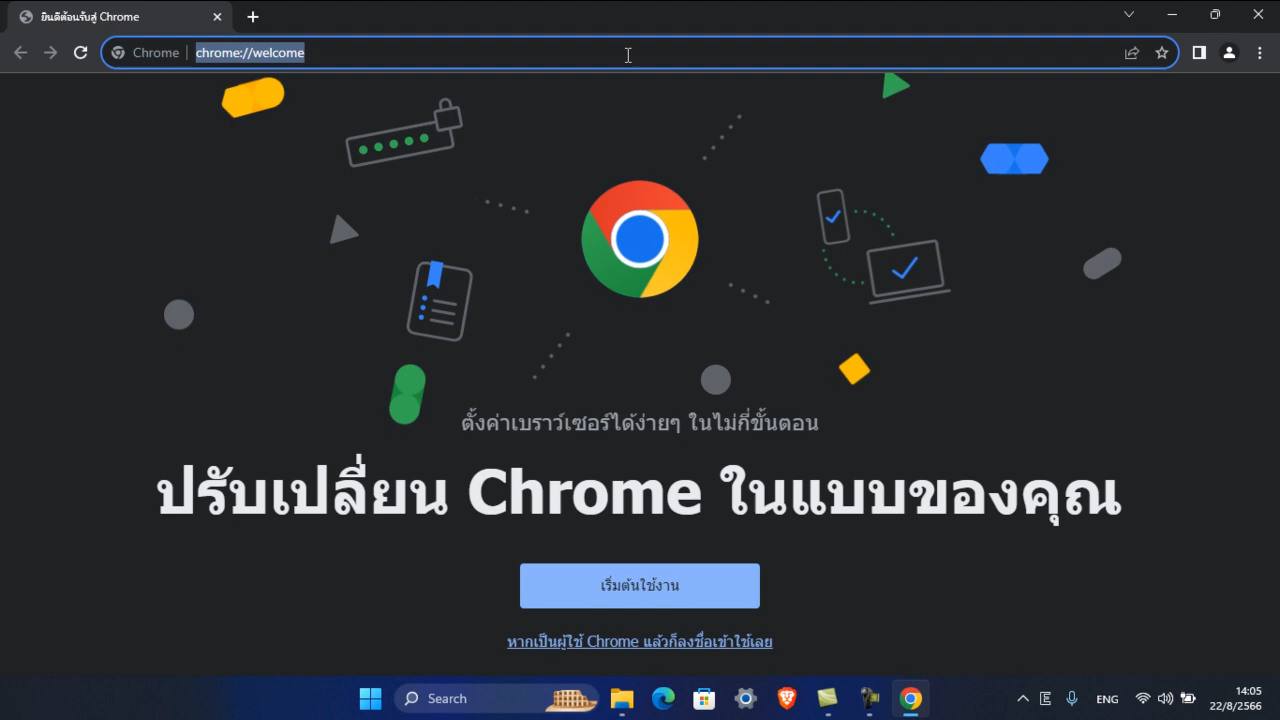 ยินดีต้อนรับสู่ Chrome
Chrome
chrome://welcome
ตั้งค่าเบราว์เซอร์ได้ง่ายๆ ในไม่กี่ขั้นตอน
ปรับเปลี่ยน Chrome ในแบบของคุณ
เริ่มต้นใช้งาน
หากเป็นผู้ใช้ Chrome แล้วก็ลงชื่อเข้าใช้เลย
Search
ENG
14:05
22/8/2566